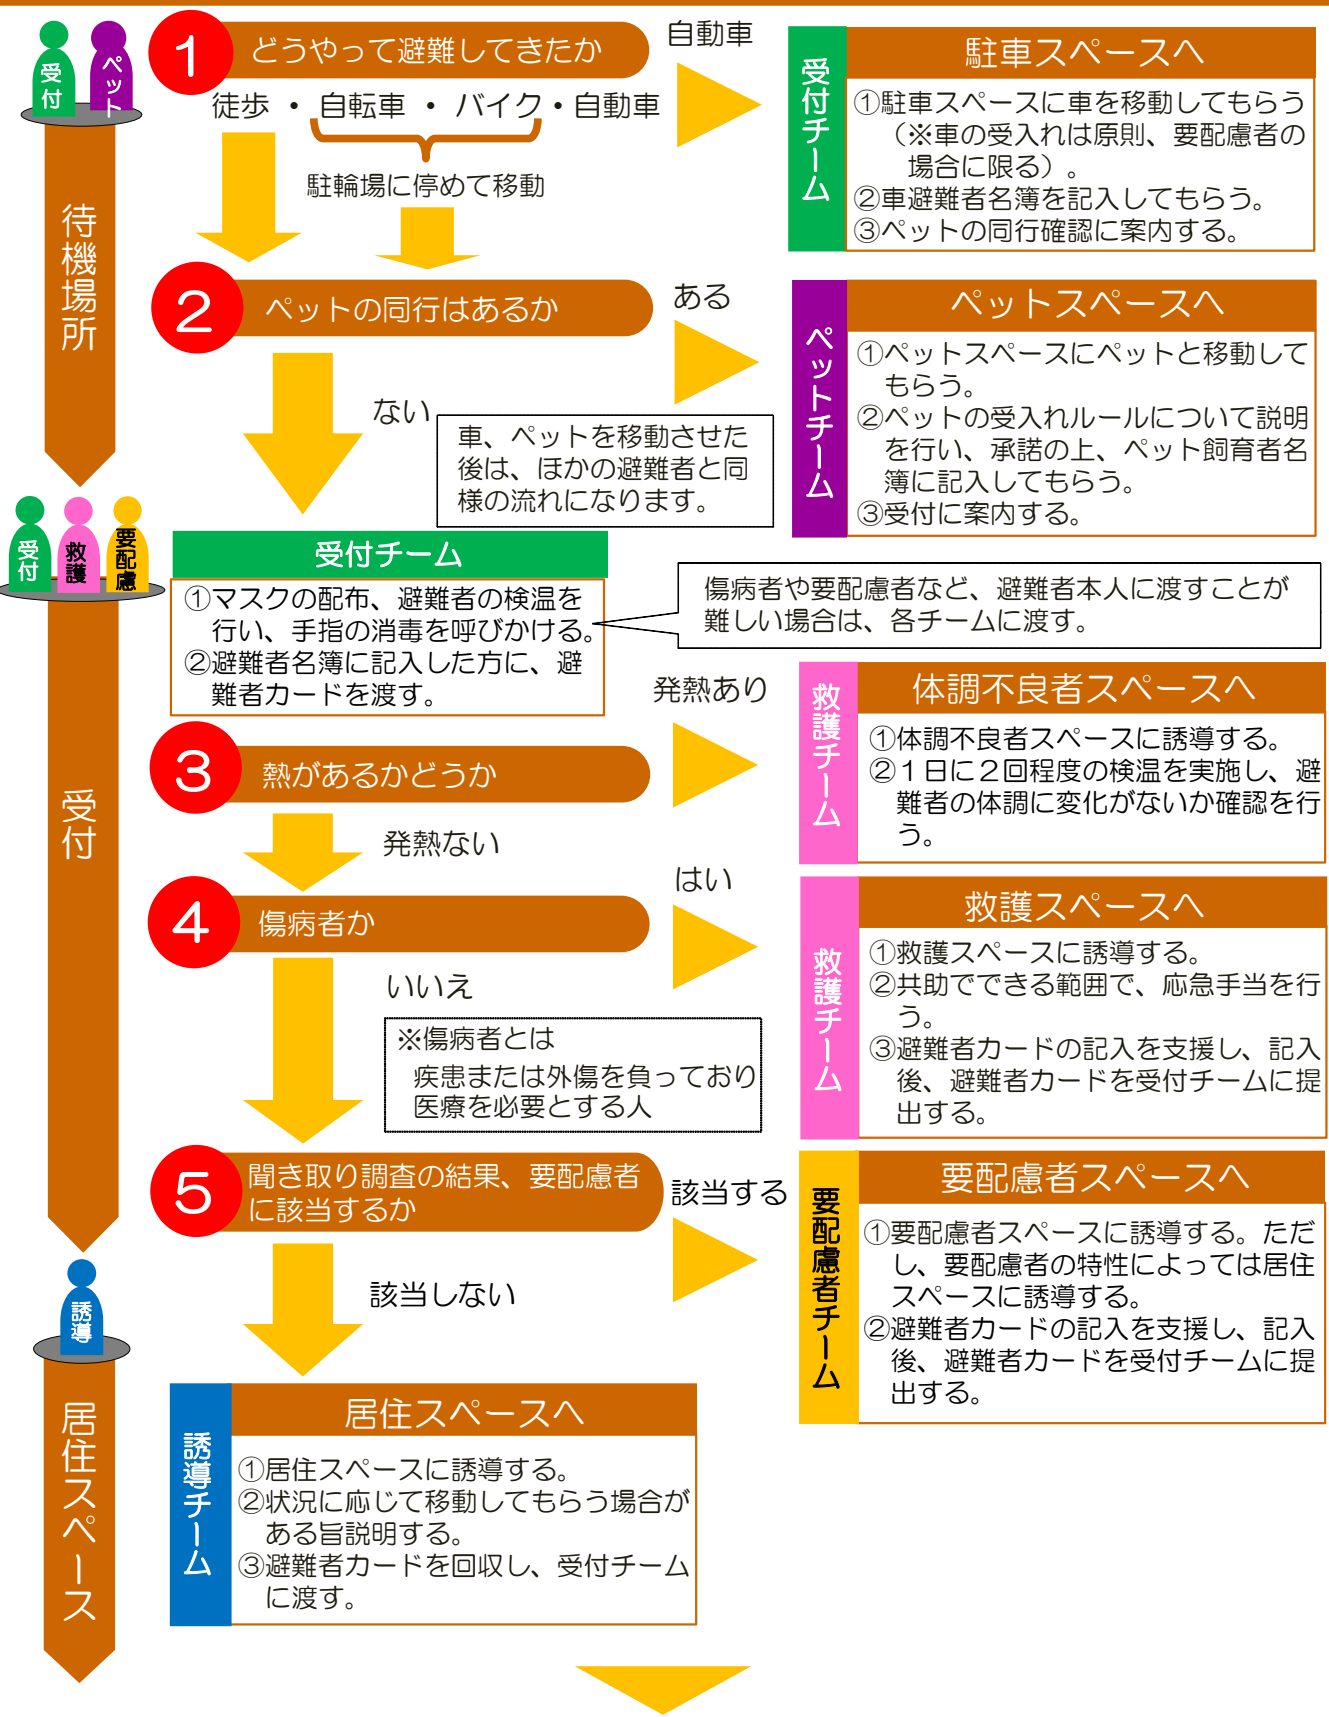 受付
ペット
待機場所
1
どうやって避難してきたか
自動車
徒歩 ・ 自転車 ・ バイク・自動車
駐輪場に停めて移動
受付チーム
駐車スペースへ
①駐車スペースに車を移動してもらう
（※車の受入れは原則、要配慮者の
場合に限る）。
②車避難者名簿を記入してもらう。
③ペットの同行確認に案内する。
2
ペットの同行はあるか
ある
ない
車、ペットを移動させた
後は、ほかの避難者と同
様の流れになります。
ペットチーム
ペットスペースへ
①ペットスペースにペットと移動して
もらう。
②ペットの受入れルールについて説明
を行い、承諾の上、ペット飼育者名
簿に記入してもらう。
③受付に案内する。
受付
救護
要配慮
受付
受付チーム
①マスクの配布、避難者の検温を
行い、手指の消毒を呼びかける。
②避難者名簿に記入した方に、避
難者カードを渡す。
傷病者や要配慮者など、避難者本人に渡すことが
難しい場合は、各チームに渡す。
3
熱があるかどうか
発熱あり
発熱ない
救護チーム
体調不良者スペースへ
①体調不良者スペースに誘導する。
②１日に２回程度の検温を実施し、避
難者の体調に変化がないか確認を行
う。
4
傷病者か
はい
いいえ
※傷病者とは
疾患または外傷を負っており
医療を必要とする人
救護チーム
救護スペースへ
①救護スペースに誘導する。
②共助でできる範囲で、応急手当を行
う。
③避難者カードの記入を支援し、記入
後、避難者カードを受付チームに提
出する。
5
聞き取り調査の結果、要配慮者
に該当するか
該当する
該当しない
要配慮者チーム
要配慮者スペースへ
①要配慮者スペースに誘導する。ただ
し、要配慮者の特性によっては居住
スペースに誘導する。
②避難者カードの記入を支援し、記入
後、避難者カードを受付チームに提
出する。
誘導
居住スペース
誘導チーム
居住スペースへ
①居住スペースに誘導する。
②状況に応じて移動してもらう場合が
ある旨説明する。
③避難者カードを回収し、受付チーム
に渡す。